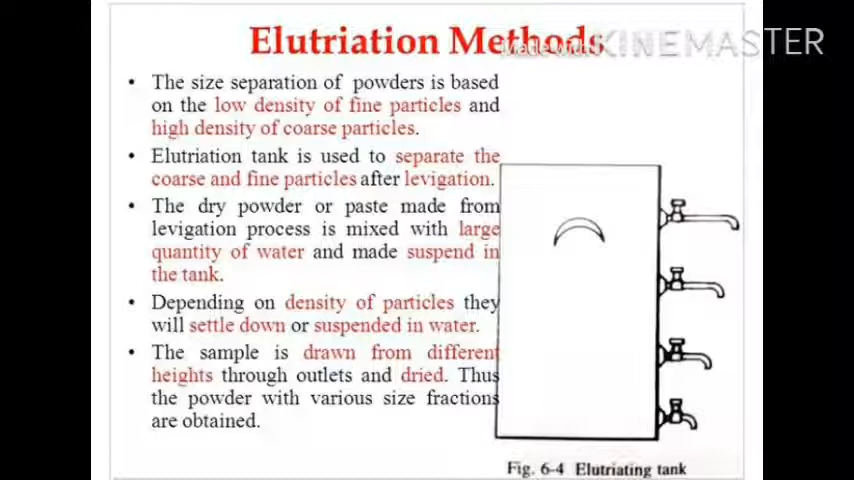 Elutriation Methods
Made with KINEMASTER
• The size separation of powders is based
on the low density of fine particles and
high density of coarse particles.
• Elutriation tank is used to separate the
coarse and fine particles after levigation.
• The dry powder or paste made from
levigation process is mixed with large
quantity of water and made suspend in
the tank.
• Depending on density of particles they
will settle down or suspended in water.
• The sample is drawn from different
heights through outlets and dried. Thus
the powder with various size fractions
are obtained.
Fig. 6-4 Elutriating tank